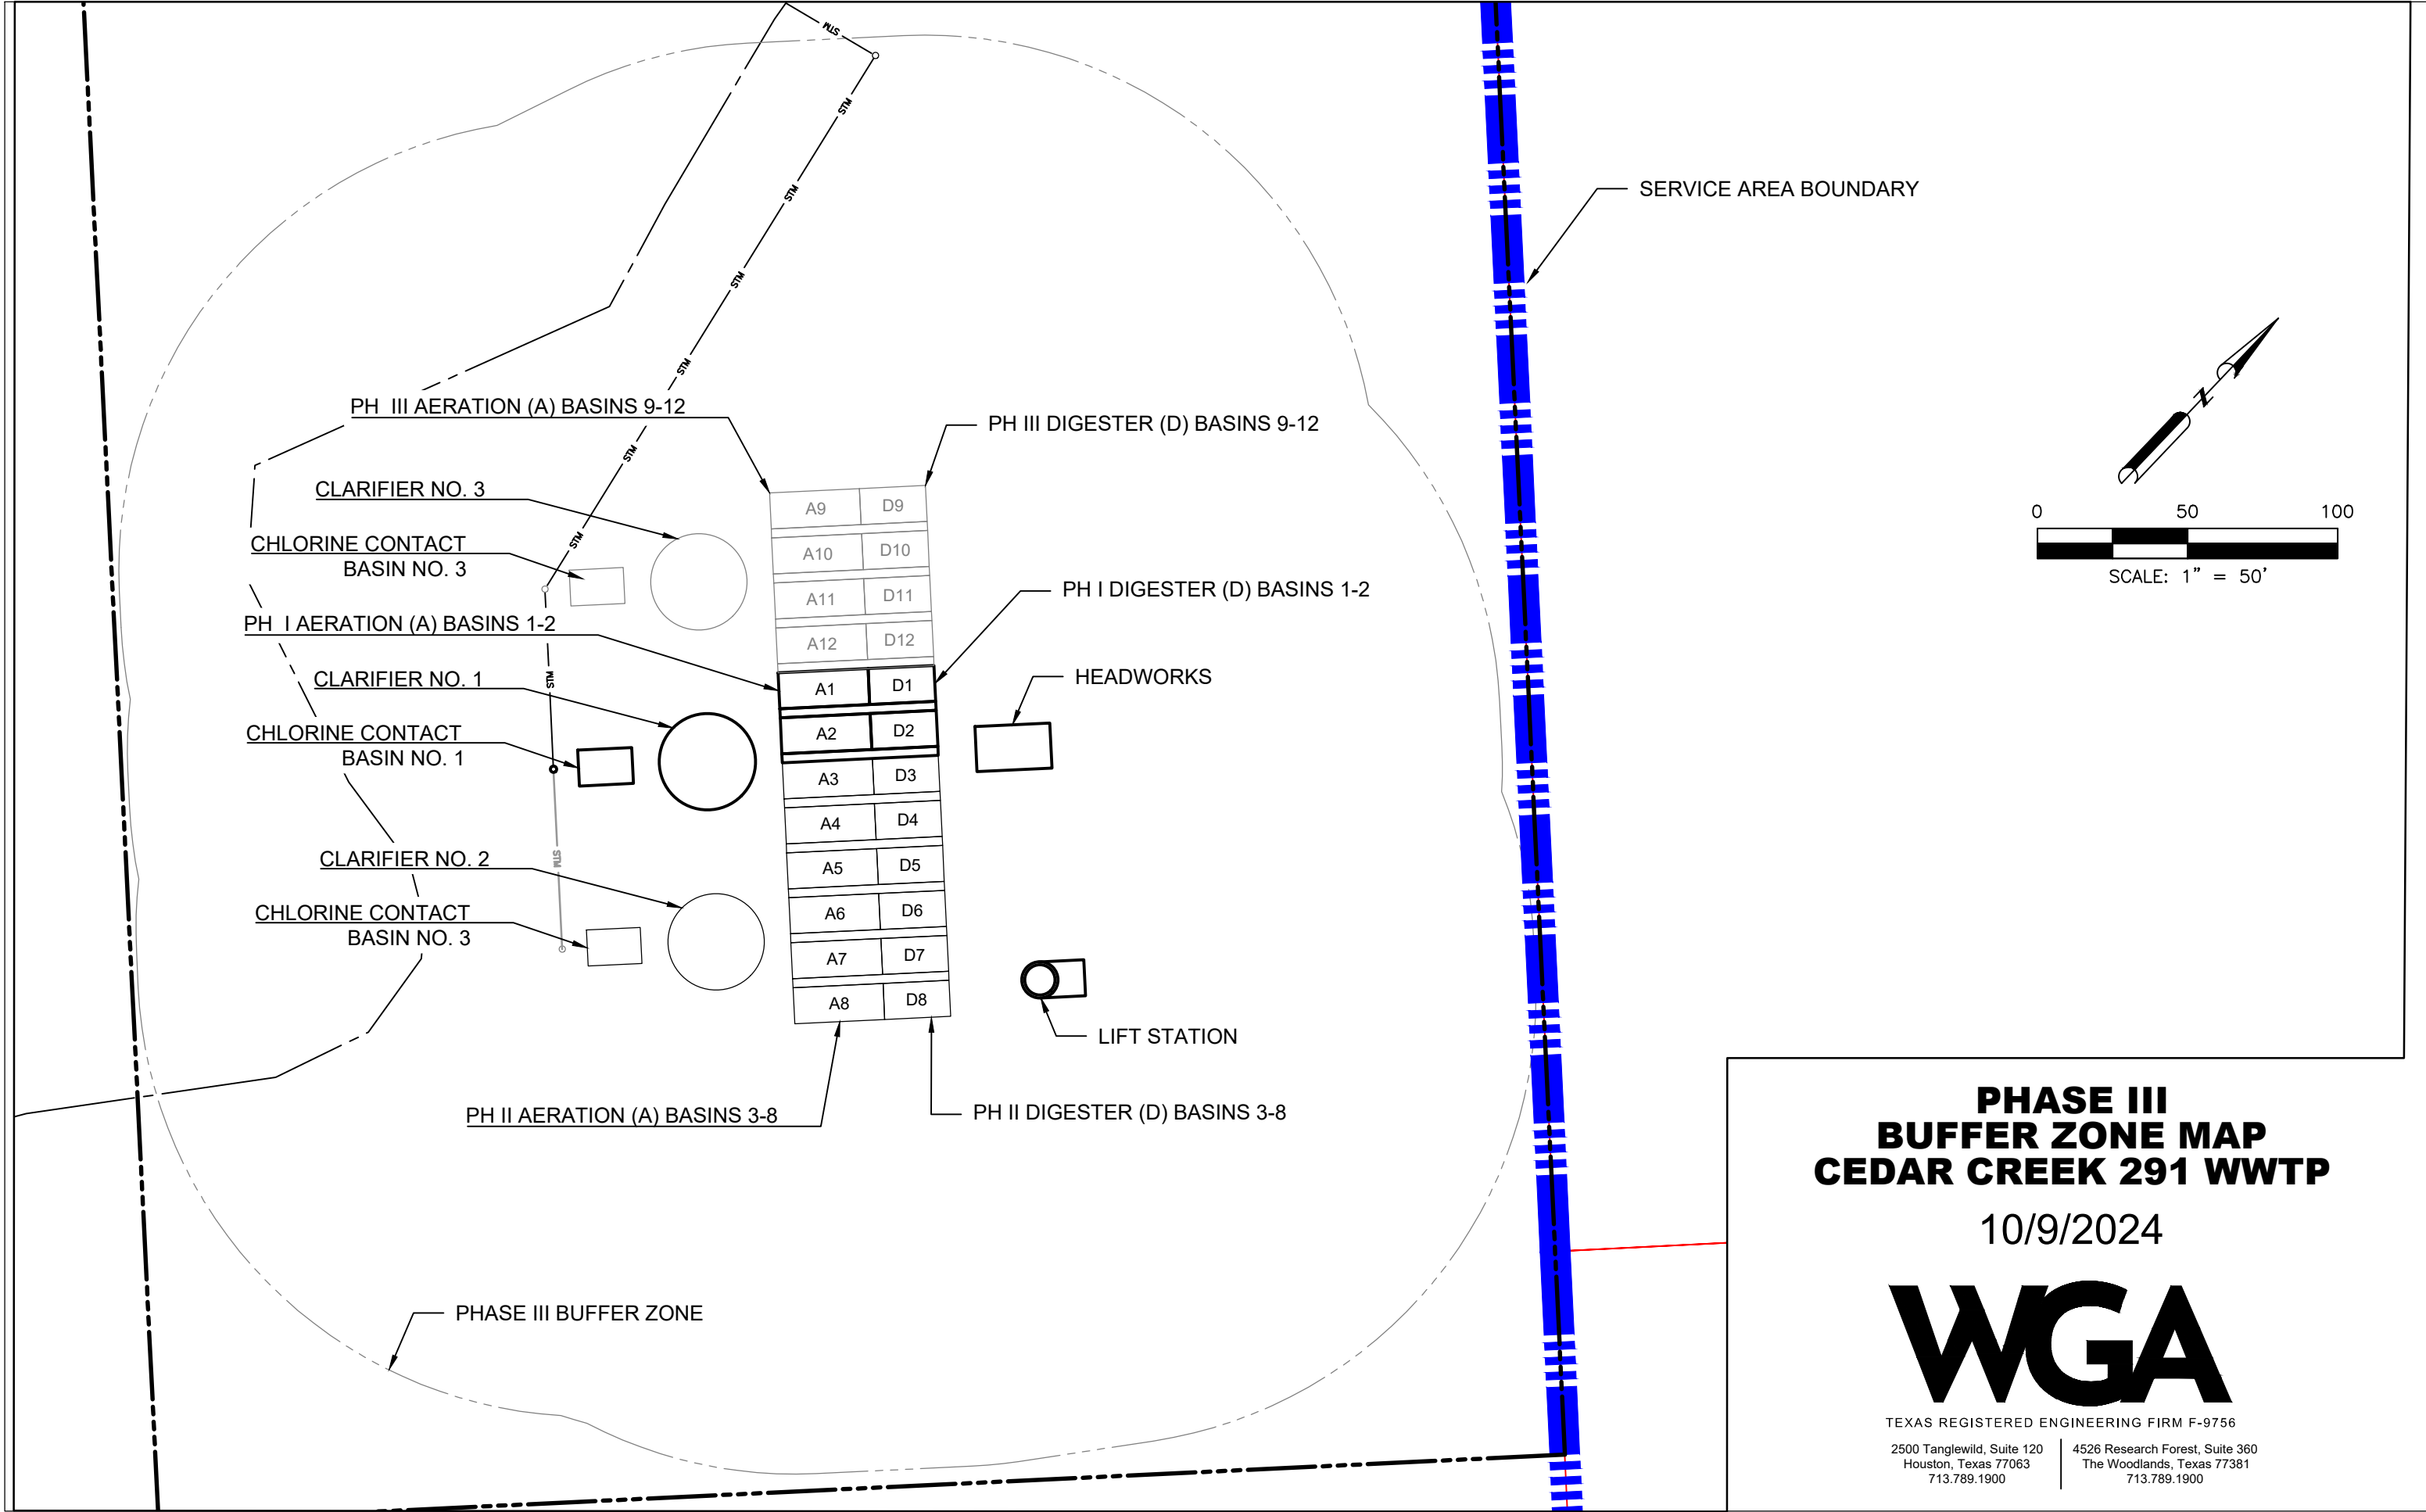 STM
STM
STM
STM
STM
STM
STM
STM
STM
SERVICE AREA BOUNDARY
N
0 50 100
SCALE: 1" = 50'
PH III AERATION (A) BASINS 9-12
PH III DIGESTER (D) BASINS 9-12
CLARIFIER NO. 3
CHLORINE CONTACT
BASIN NO. 3
PH I AERATION (A) BASINS 1-2
PH I DIGESTER (D) BASINS 1-2
CLARIFIER NO. 1
HEADWORKS
CHLORINE CONTACT
BASIN NO. 1
CLARIFIER NO. 2
CHLORINE CONTACT
BASIN NO. 3
A9 D9
A10 D10
A11 D11
A12 D12
A1 D1
A2 D2
A3 D3
A4 D4
A5 D5
A6 D6
A7 D7
A8 D8
LIFT STATION
PH II AERATION (A) BASINS 3-8
PH II DIGESTER (D) BASINS 3-8
PHASE III BUFFER ZONE
PHASE III
BUFFER ZONE MAP
CEDAR CREEK 291 WWTP
10/9/2024
WGA
TEXAS REGISTERED ENGINEERING FIRM F-9756
2500 Tanglewild, Suite 120
Houston, Texas 77063
713.789.1900
4526 Research Forest, Suite 360
The Woodlands, Texas 77381
713.789.1900